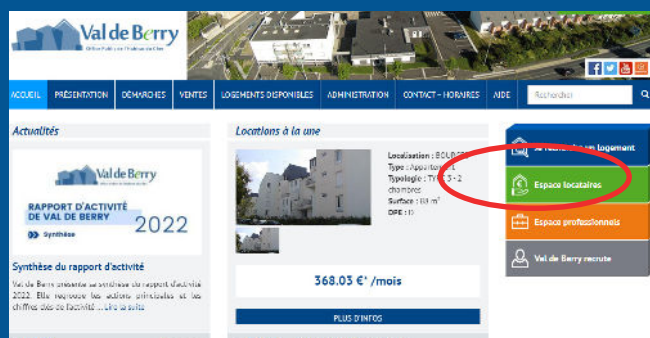 Val de Berry
Office Public de l'Habitat du Cher
ACCUEIL PRÉSENTATION DÉMARCHES VENTES LOGEMENTS DISPONIBLES ADMINISTRATION CONTACT – HORAIRES AIDE Rechercher
Actualités
Val de Berry
RAPPORT D'ACTIVITÉ
DE VAL DE BERRY 2022
Synthèse
Synthèse du rapport d'activité
Val de Berry présente sa synthèse du rapport d'activité
2022. Elle regroupe les actions principales et les
chiffres clés de l'activité ... Lire la suite
Locations à la une
Localisation : BOURGES
Type : Appartement
Typologie : TYPE 3 - 2
chambres
Surface : m²
DPE :
368.03 €* /mois
PLUS D'INFOS
Je recherche un logement
Espace locataires
Espace professionnels
Val de Berry recrute